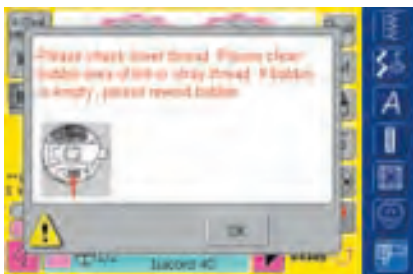 Please check lower thread. Please clear
bobbin area of lint or stray thread. If bobbin
is empty, please rewind bobbin.
OK
Isacord 40
A